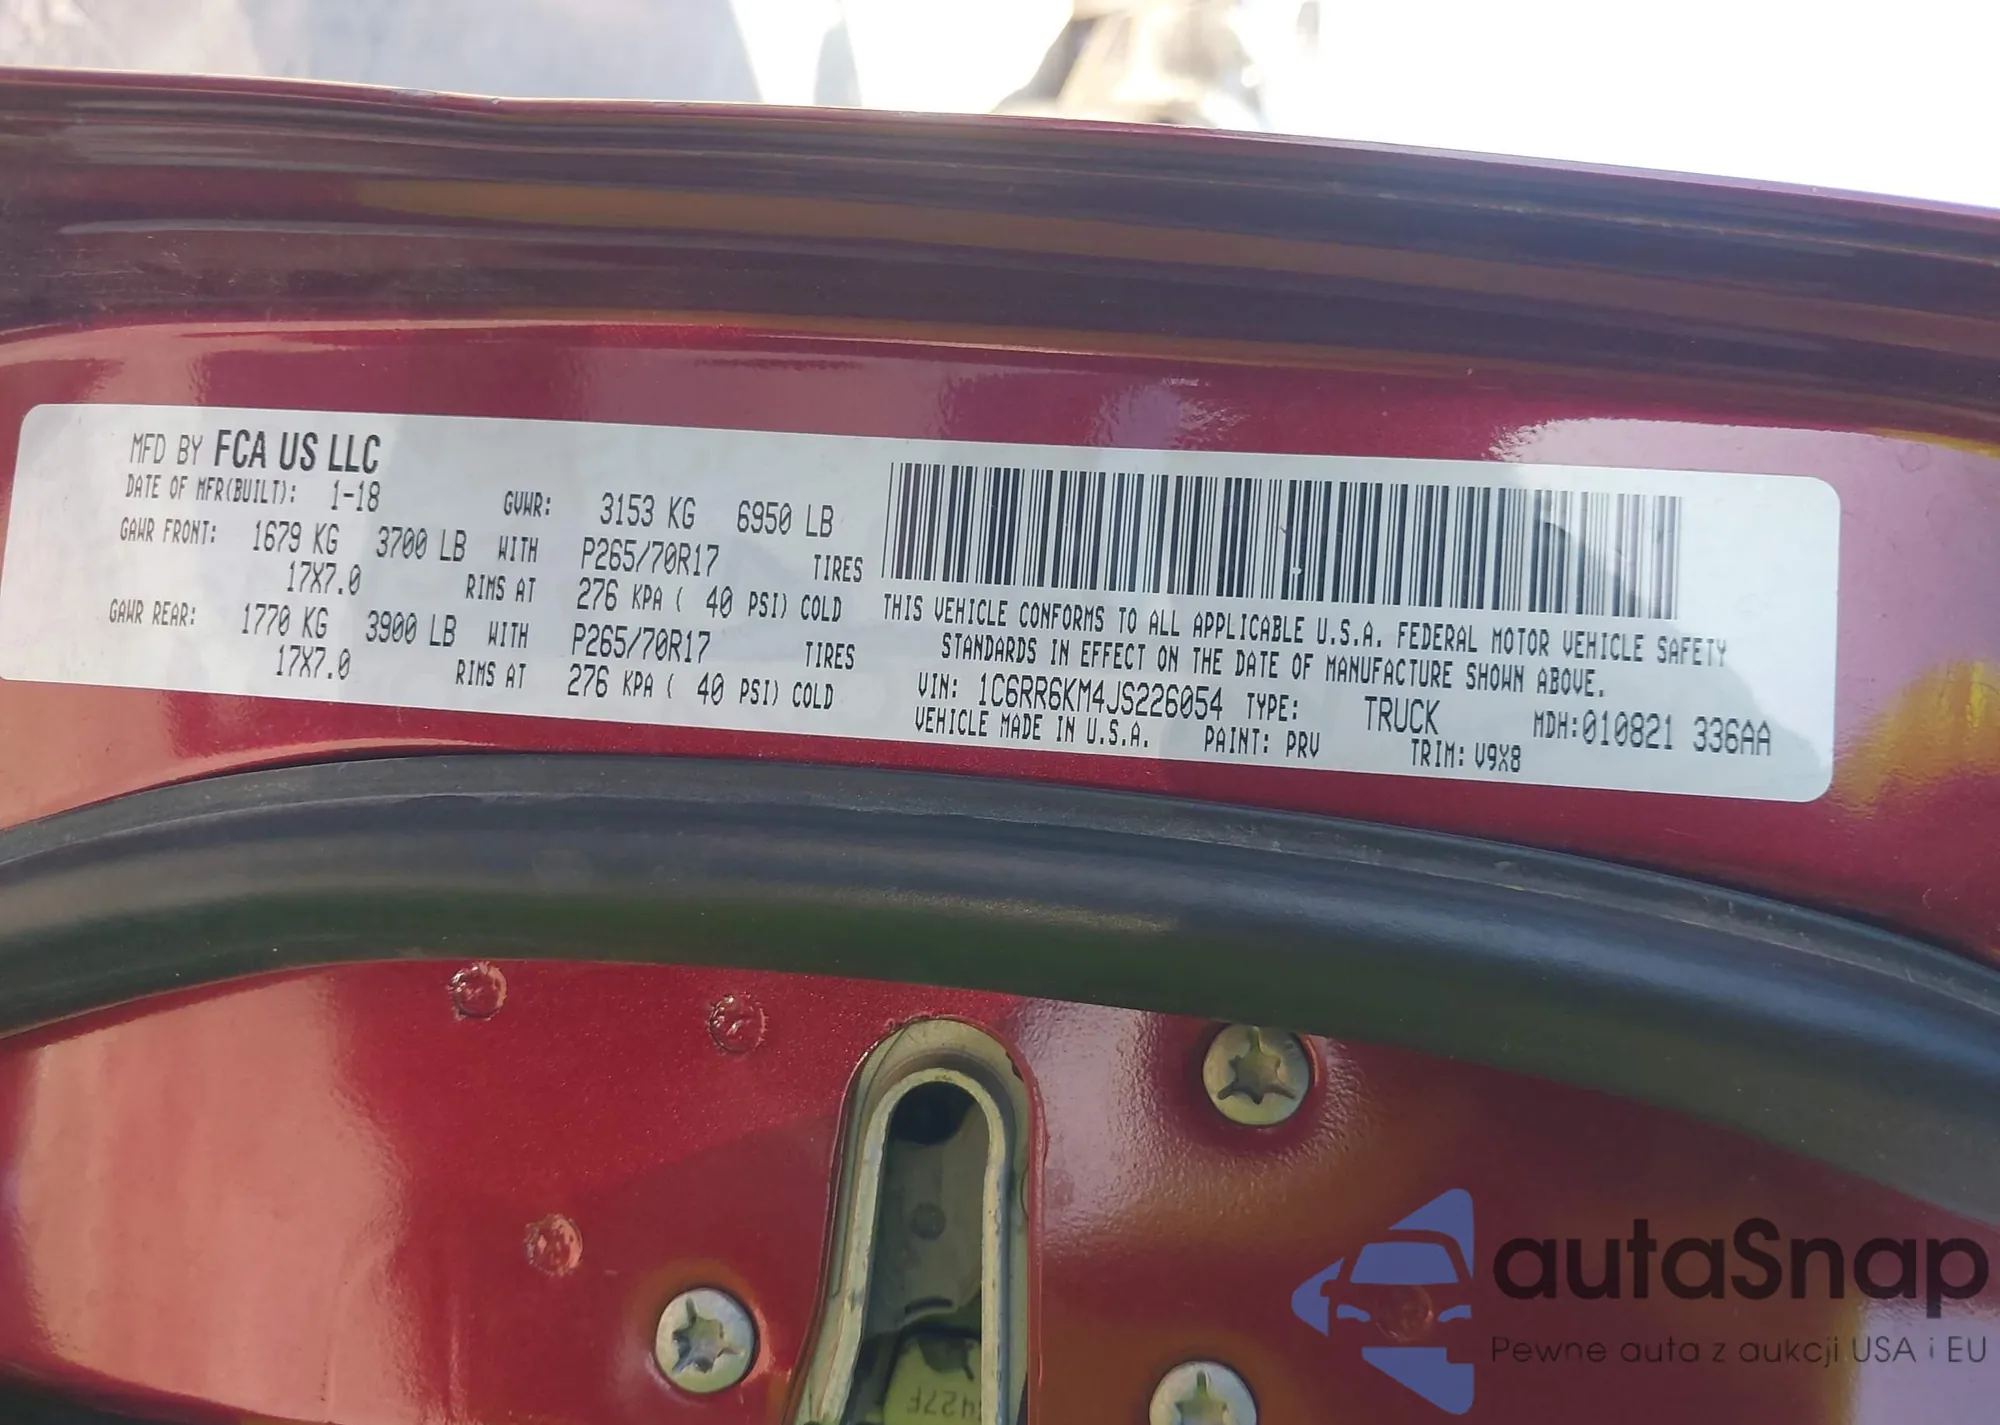 MFD BY FCA US LLC
DATE OF MFR(BUILT): 1-18 GVWR: 3153 KG 6950 LB
GAWR FRONT: 1679 KG 3700 LB WITH P265/70R17 TIRES
17X7.0 RIMS AT 276 KPA ( 40 PSI) COLD
GAWR REAR: 1770 KG 3900 LB WITH P265/70R17 TIRES
17X7.0 RIMS AT 276 KPA ( 40 PSI) COLD
THIS VEHICLE CONFORMS TO ALL APPLICABLE U.S.A. FEDERAL MOTOR VEHICLE SAFETY
STANDARDS IN EFFECT ON THE DATE OF MANUFACTURE SHOWN ABOVE.
VIN: 1C6RR6KM4JS226054 TYPE: TRUCK MDH:010821 336AA
VEHICLE MADE IN U.S.A. PAINT: PRV TRIM: V9X8
autaSnap
Pewne auta z aukcji USA i EU